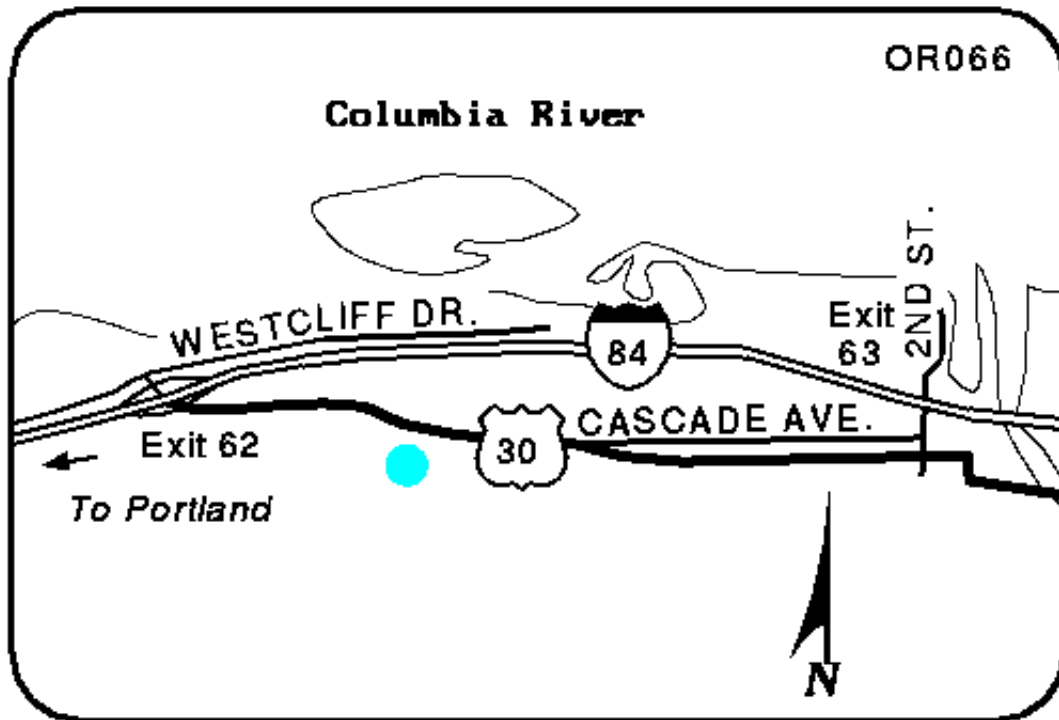 OR066
Columbia River
2ND ST.
WESTCLIFF DR.
Exit
63
84
CASCADE AVE.
Exit 62
30
To Portland
N